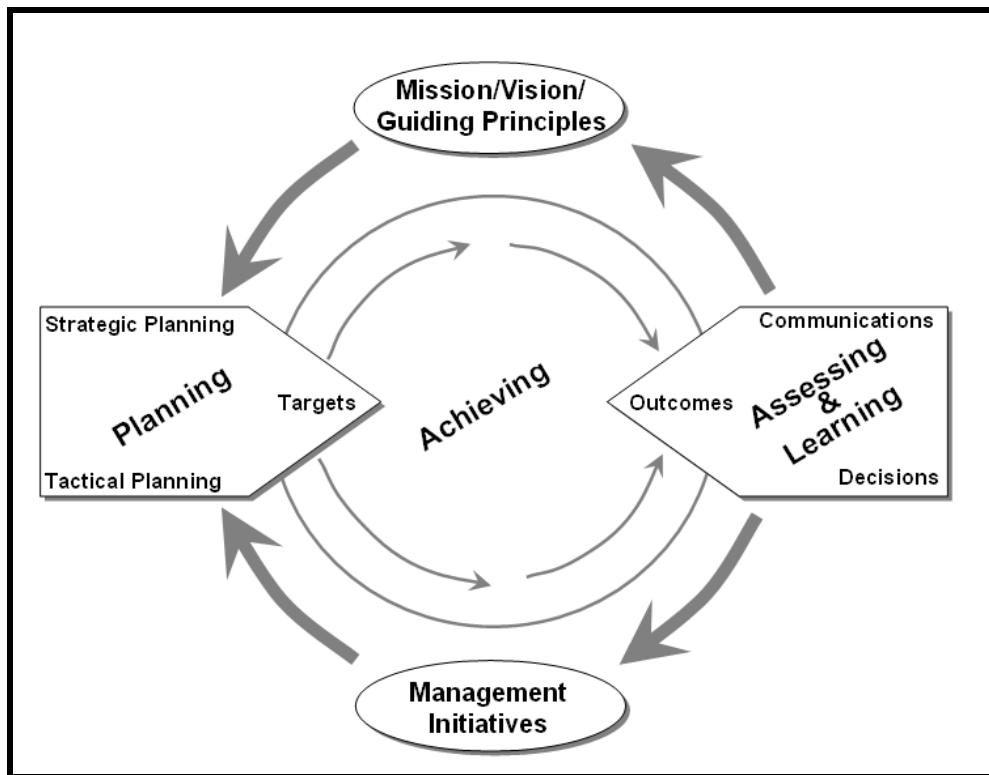 Mission/Vision/
Guiding Principles
Strategic Planning
Planning
Targets
Tactical Planning
Achieving
Communications
Outcomes
Assessing
&
Learning
Decisions
Management
Initiatives